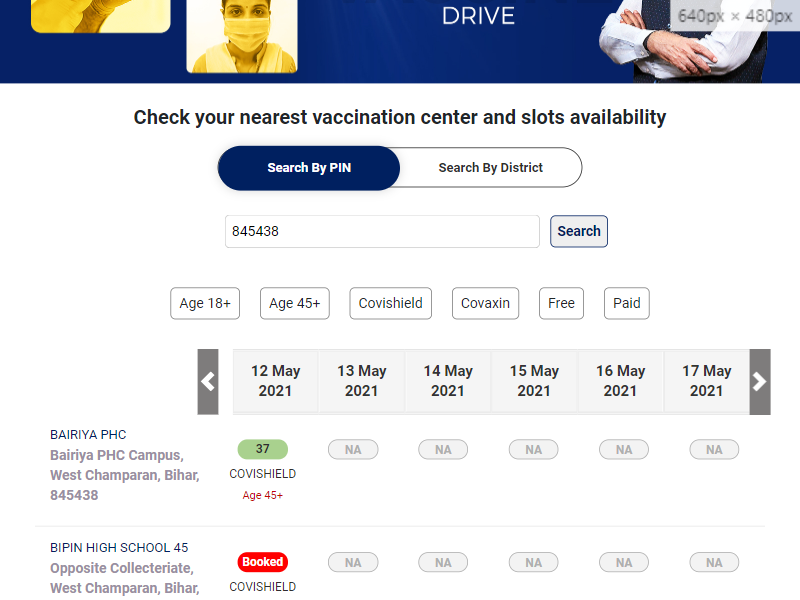 DRIVE
640px × 480px
Check your nearest vaccination center and slots availability
Search By PIN
Search By District
845438
Search
Age 18+
Age 45+
Covishield
Covaxin
Free
Paid
12 May
2021
13 May
2021
14 May
2021
15 May
2021
16 May
2021
17 May
2021
BAIRIYA PHC
Bairiya PHC Campus,
West Champaran, Bihar,
845438
37
COVISHIELD
Age 45+
NA
NA
NA
NA
NA
BIPIN HIGH SCHOOL 45
Opposite Collecteriate,
West Champaran, Bihar,
Booked
COVISHIELD
NA
NA
NA
NA
NA